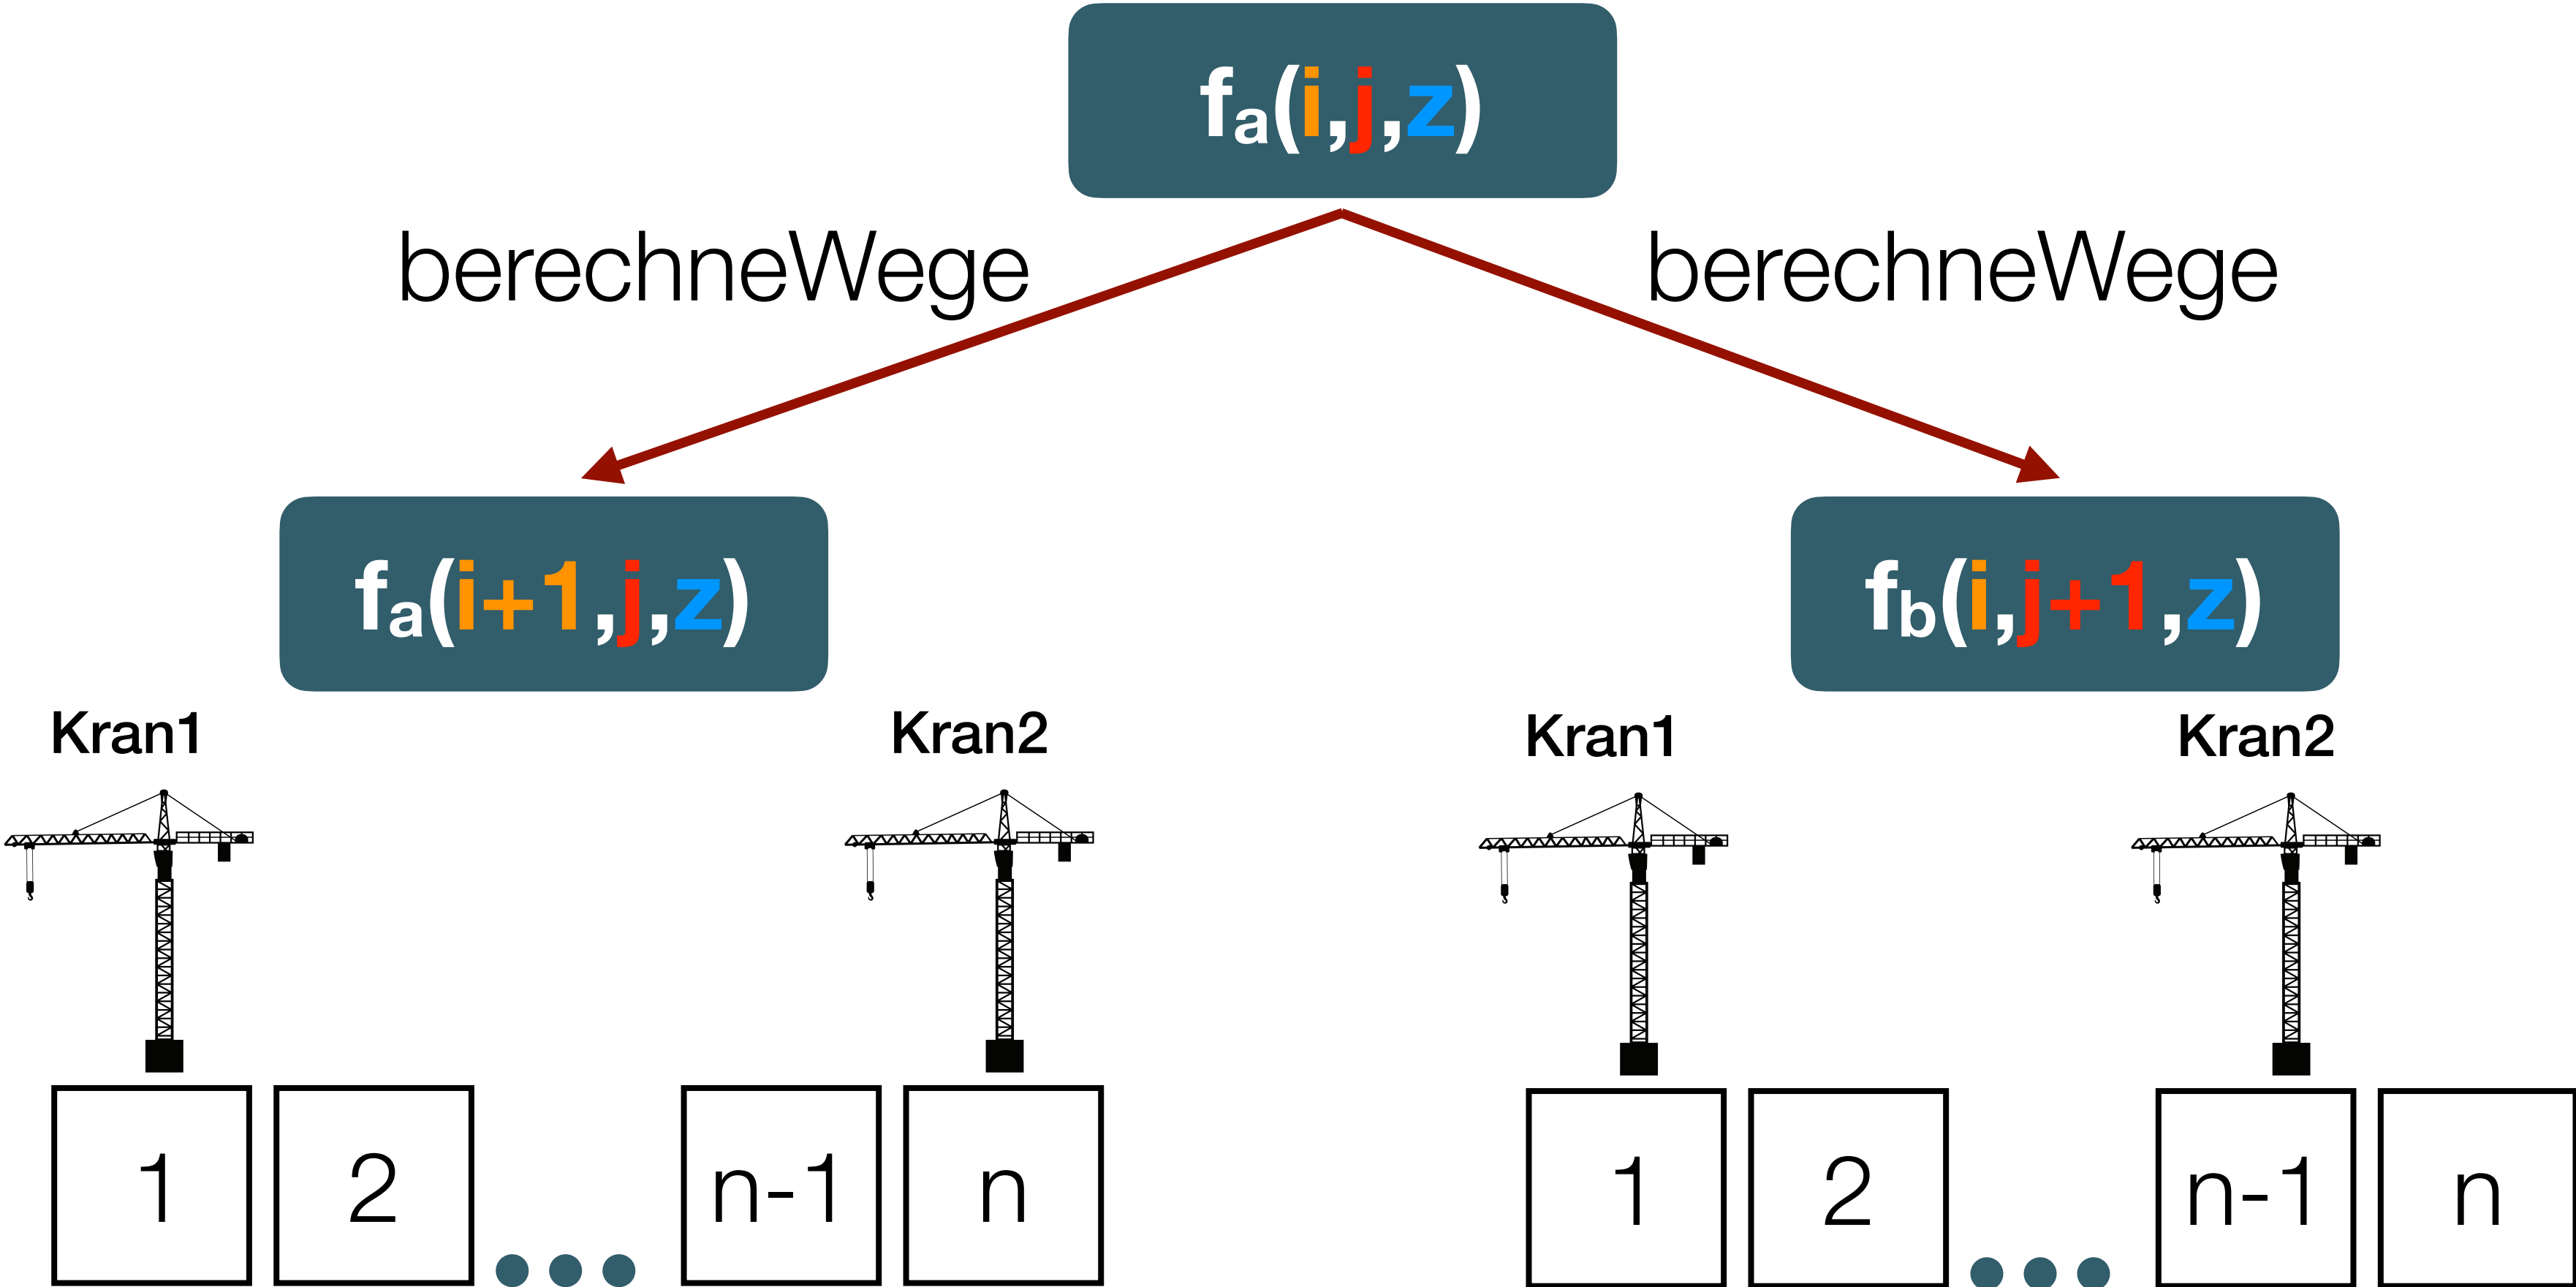 fa(i,j,z)
berechneWege
berechneWege
fa(i+1,j,z)
fb(i,j+1,z)
Kran1
Kran2
Kran1
Kran2
1
2
n-1
n
1
2
n-1
n